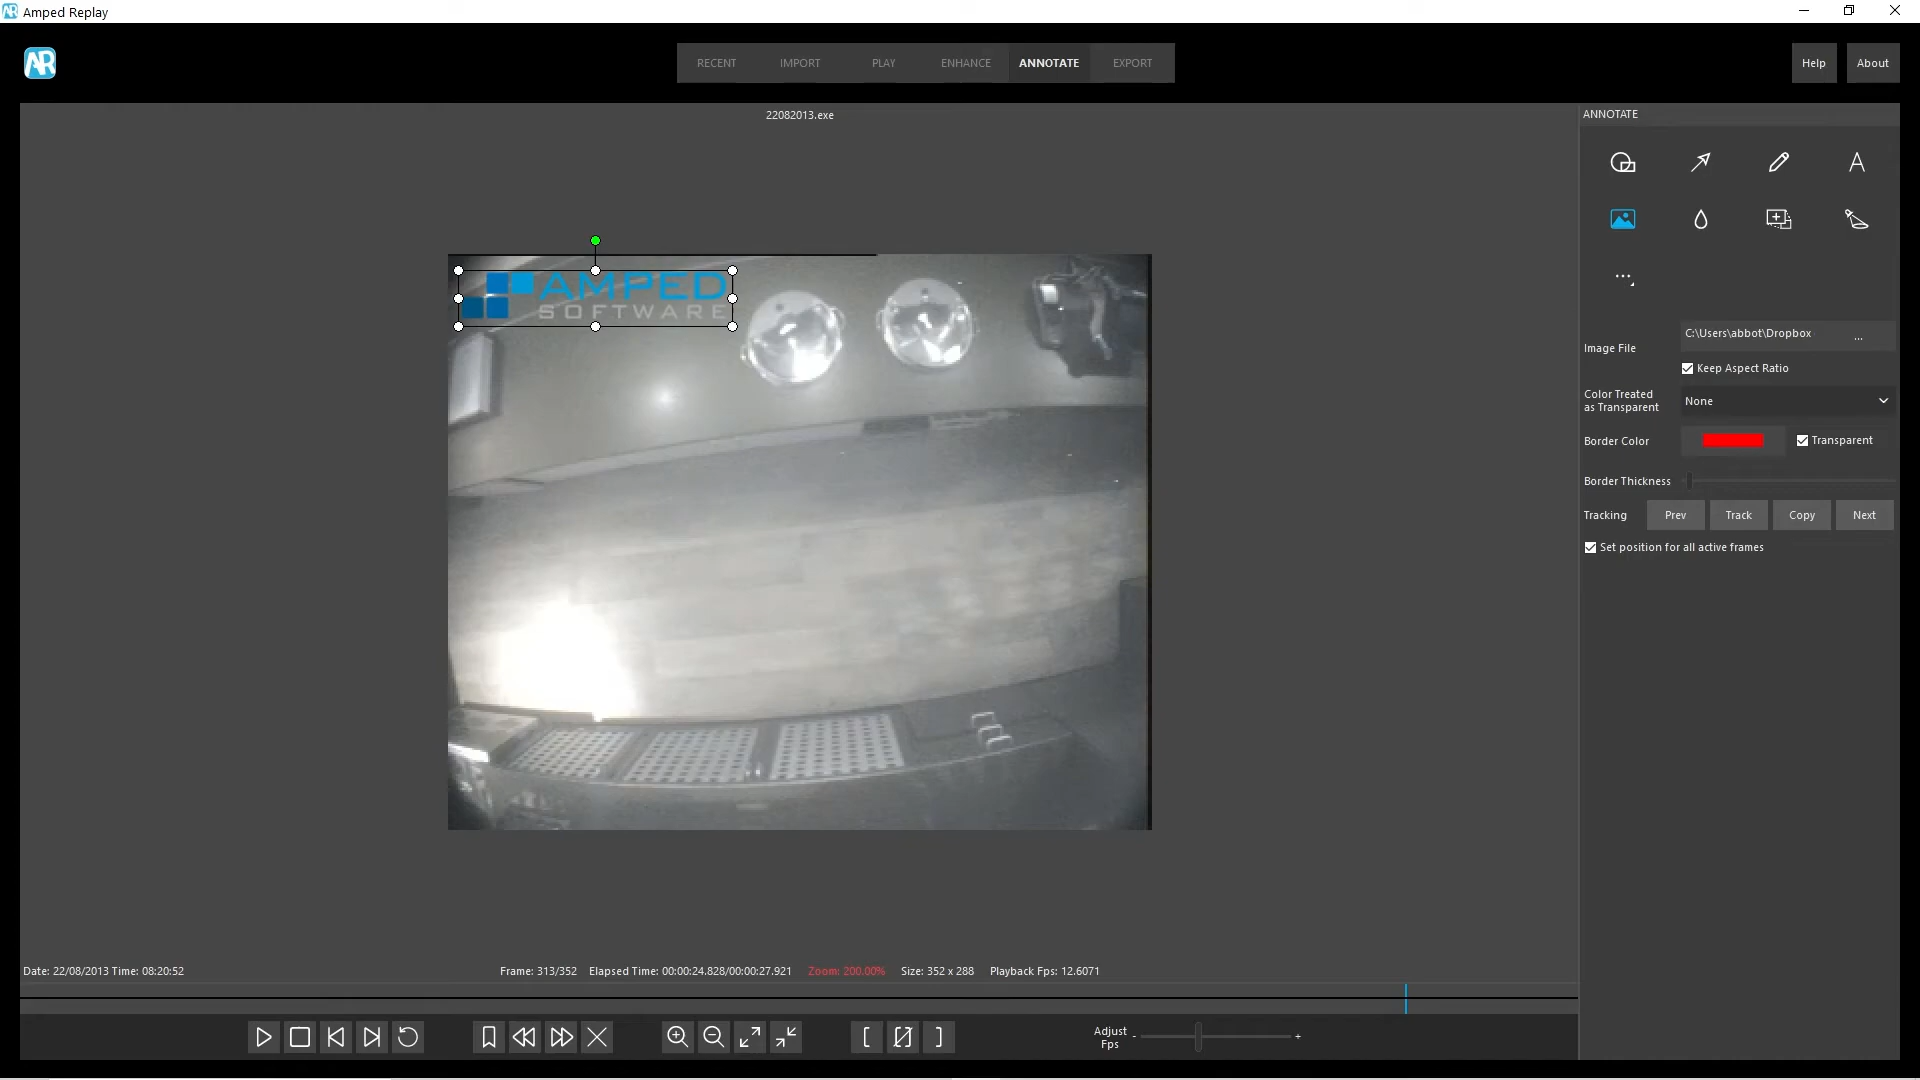 Amped Replay
RECENT IMPORT PLAY ENHANCE ANNOTATE EXPORT
Help About
22082013.exe
ANNOTATE
AMPED
SOFTWARE
Image File
C:\Users\abbot\Dropbox ...
Keep Aspect Ratio
Color Treated
as Transparent
None
Border Color
Transparent
Border Thickness
Tracking Prev Track Copy Next
Set position for all active frames
Date: 22/08/2013 Time: 08:20:52 Frame: 313/352 Elapsed Time: 00:00:24.828/00:00:27.921 Zoom: 200.00% Size: 352 x 288 Playback Fps: 12.6071
Adjust
Fps
- +